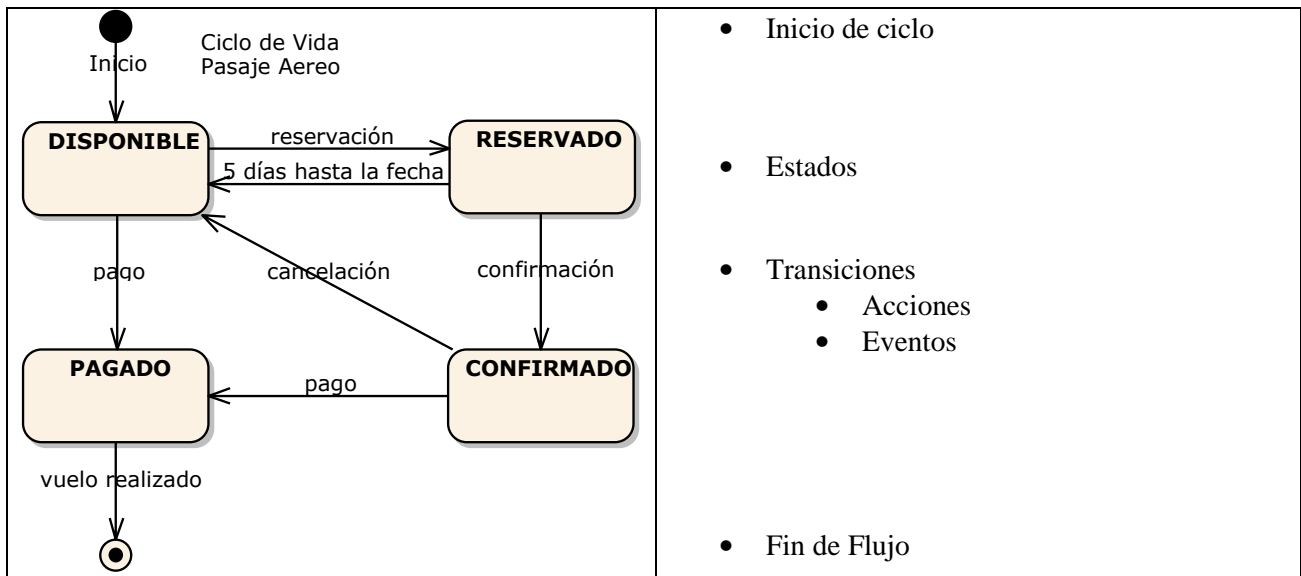 Inicio
Ciclo de Vida
Pasaje Aereo
DISPONIBLE
reservación
RESERVADO
5 días hasta la fecha
pago
cancelación
confirmación
PAGADO
pago
CONFIRMADO
vuelo realizado
• Inicio de ciclo
• Estados
• Transiciones
• Acciones
• Eventos
• Fin de Flujo